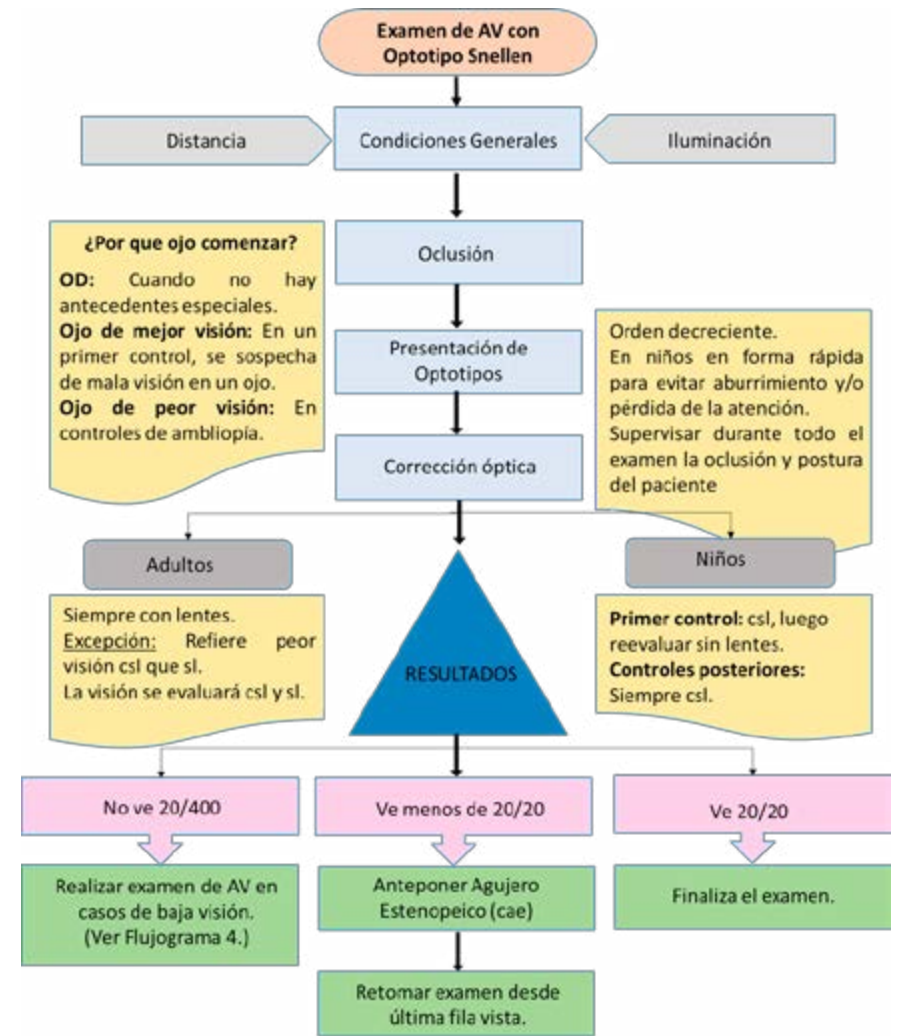 Examen de AV con
Optotipo Snellen
Distancia
Condiciones Generales
Iluminación
¿Por que ojo comenzar?
OD: Cuando no hay
antecedentes especiales.
Ojo de mejor visión: En un
primer control, se sospecha
de mala visión en un ojo.
Ojo de peor visión: En
controles de ambliopía.
Oclusión
Presentación de
Optotipos
Corrección óptica
Orden decreciente.
En niños en forma rápida
para evitar aburrimiento y/o
pérdida de la atención.
Supervisar durante todo el
examen la oclusión y postura
del paciente
Adultos
Siempre con lentes.
Excepción: Refiere peor
visión csl que sl.
La visión se evaluará csl y sl.
RESULTADOS
Niños
Primer control: csl, luego
reevaluar sin lentes.
Controles posteriores:
Siempre csl.
No ve 20/400
Ve menos de 20/20
Ve 20/20
Realizar examen de AV en
casos de baja visión.
(Ver Flujograma 4.)
Anteponer Agujero
Estenopeico (cae)
Finaliza el examen.
Retomar examen desde
última fila vista.